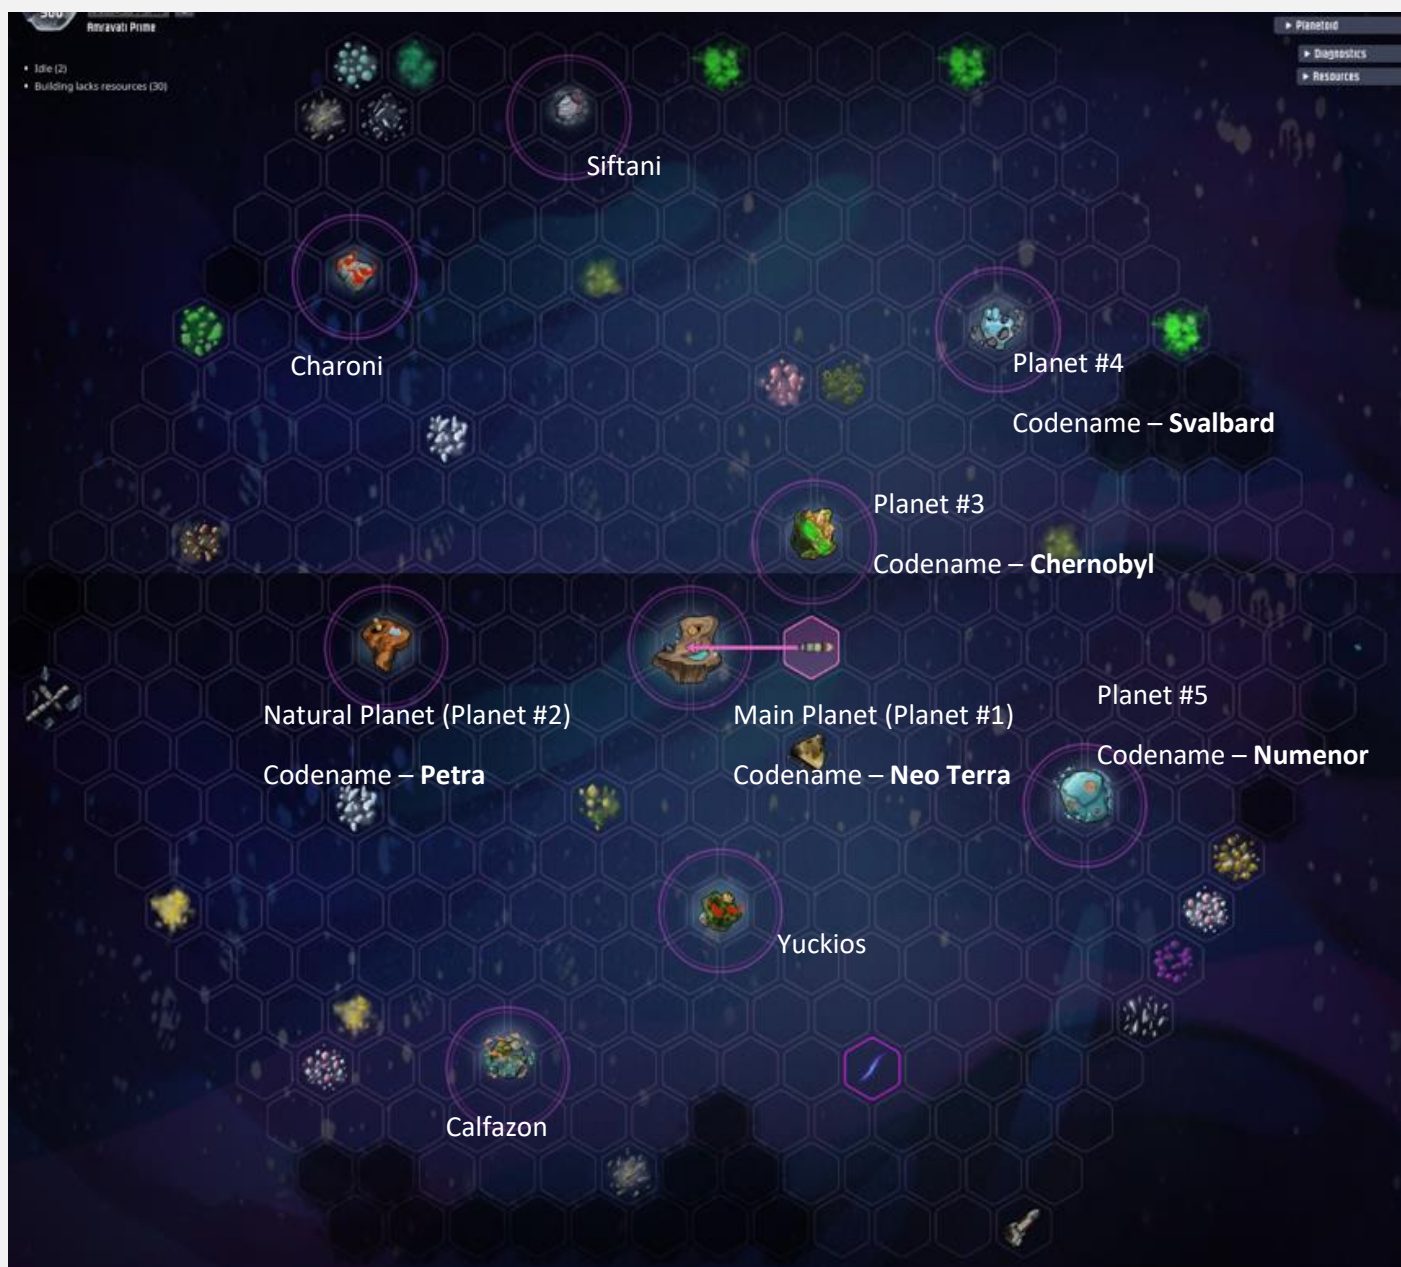 Amravati Prime
Planetoid
Diagnostics
Resources
Idle (2)
Building lacks resources (30)
Siftani
Charoni
Planet #4
Codename – Svalbard
Planet #3
Codename – Chernobyl
Natural Planet (Planet #2)
Codename – Petra
Main Planet (Planet #1)
Codename – Neo Terra
Planet #5
Codename – Numenor
Yuckios
Calfazon